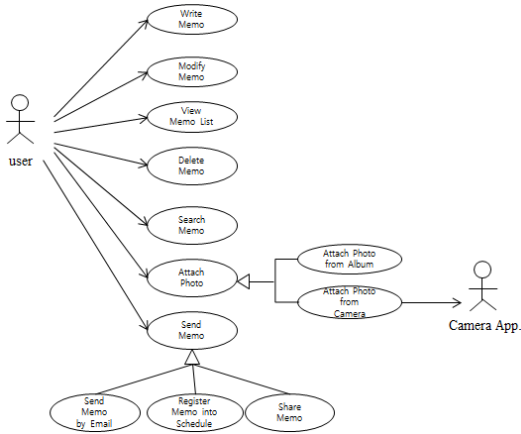 Write
Memo
Modify
Memo
View
Memo List
user
Delete
Memo
Search
Memo
Attach
Photo
Attach Photo
from Album
Attach Photo
from
Camera
Camera App.
Send
Memo
Send
Memo
by Email
Register
Memo into
Schedule
Share
Memo